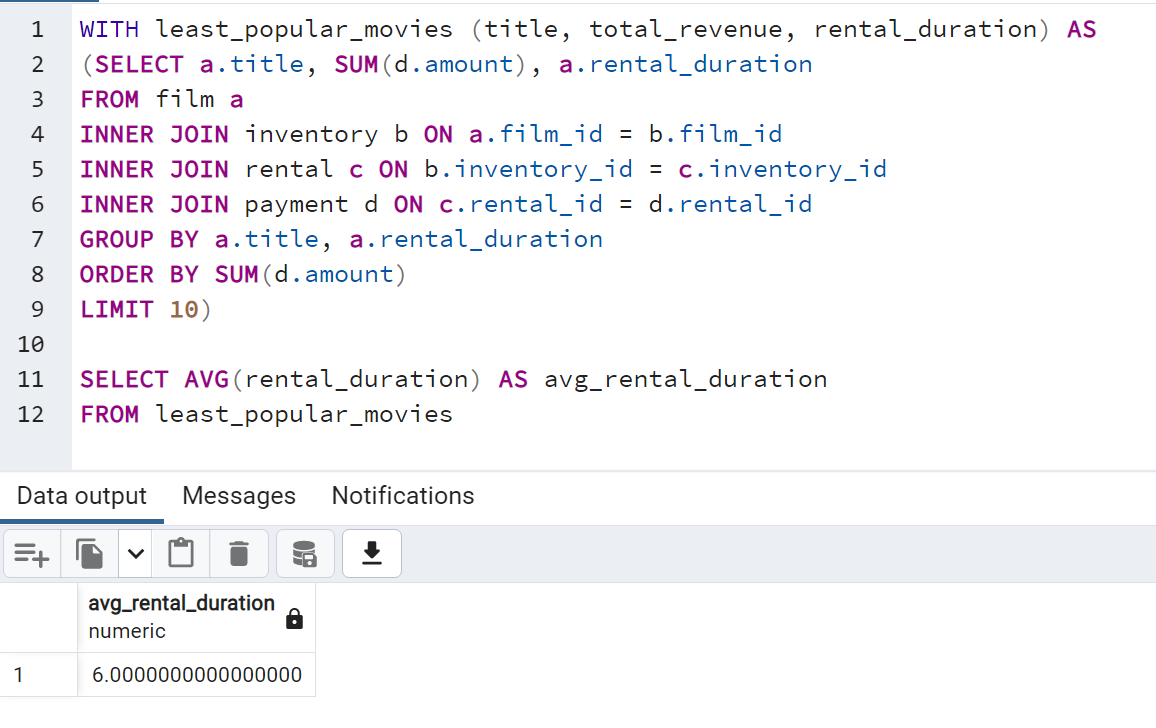 1 WITH least_popular_movies (title, total_revenue, rental_duration) AS
2 (SELECT a.title, SUM(d.amount), a.rental_duration
3 FROM film a
4 INNER JOIN inventory b ON a.film_id = b.film_id
5 INNER JOIN rental c ON b.inventory_id = c.inventory_id
6 INNER JOIN payment d ON c.rental_id = d.rental_id
7 GROUP BY a.title, a.rental_duration
8 ORDER BY SUM(d.amount)
9 LIMIT 10)
10
11 SELECT AVG(rental_duration) AS avg_rental_duration
12 FROM least_popular_movies
Data output Messages Notifications
avg_rental_duration
numeric
1 6.0000000000000000